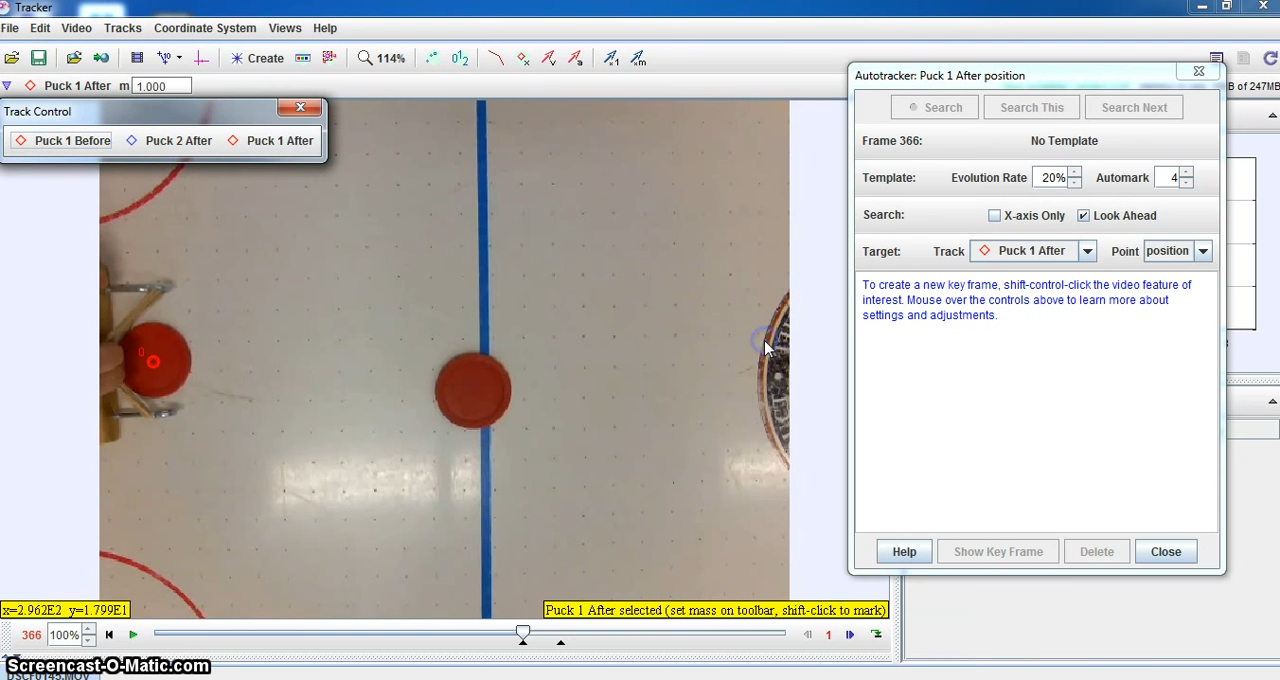 Tracker
File Edit Video Tracks Coordinate System Views Help
Create 114%
Puck 1 After m 1.000
Track Control
Puck 1 Before Puck 2 After Puck 1 After
0
x=2.962E2 y=1.799E1
Puck 1 After selected (set mass on toolbar, shift-click to mark)
366 100% 1
Screencast-O-Matic.com
DSCF0145.MOV
Autotracker: Puck 1 After position
B of 247MB
Search Search This Search Next
Frame 366: No Template
Template: Evolution Rate 20% Automark 4
Search: X-axis Only Look Ahead
Target: Track Puck 1 After Point position
To create a new key frame, shift-control-click the video feature of
interest. Mouse over the controls above to learn more about
settings and adjustments.
Help Show Key Frame Delete Close